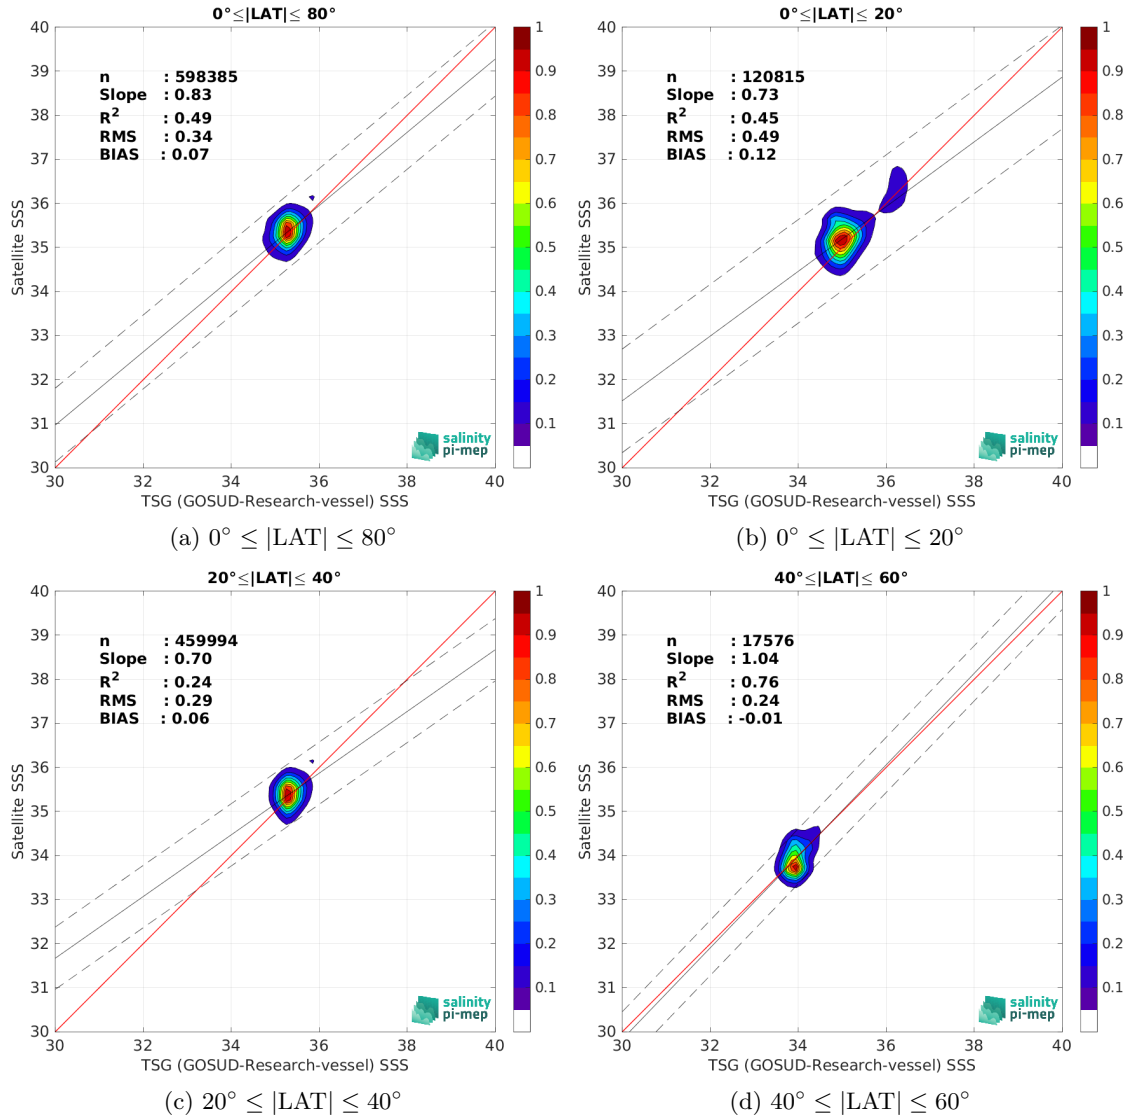 0°≤|LAT|≤ 80°
40
39
38
37
36
35
34
33
32
31
30
Satellite SSS
n : 598385
Slope : 0.83
R² : 0.49
RMS : 0.34
BIAS : 0.07
salinity
pi-mep
30 32 34 36 38 40
TSG (GOSUD-Research-vessel) SSS
1
0.9
0.8
0.7
0.6
0.5
0.4
0.3
0.2
0.1
(a) 0° ≤ |LAT| ≤ 80°
0°≤|LAT|≤ 20°
40
39
38
37
36
35
34
33
32
31
30
Satellite SSS
n : 120815
Slope : 0.73
R² : 0.45
RMS : 0.49
BIAS : 0.12
salinity
pi-mep
30 32 34 36 38 40
TSG (GOSUD-Research-vessel) SSS
1
0.9
0.8
0.7
0.6
0.5
0.4
0.3
0.2
0.1
(b) 0° ≤ |LAT| ≤ 20°
20°≤|LAT|≤ 40°
40
39
38
37
36
35
34
33
32
31
30
Satellite SSS
n : 459994
Slope : 0.70
R² : 0.24
RMS : 0.29
BIAS : 0.06
salinity
pi-mep
30 32 34 36 38 40
TSG (GOSUD-Research-vessel) SSS
1
0.9
0.8
0.7
0.6
0.5
0.4
0.3
0.2
0.1
(c) 20° ≤ |LAT| ≤ 40°
40°≤|LAT|≤ 60°
40
39
38
37
36
35
34
33
32
31
30
Satellite SSS
n : 17576
Slope : 1.04
R² : 0.76
RMS : 0.24
BIAS : -0.01
salinity
pi-mep
30 32 34 36 38 40
TSG (GOSUD-Research-vessel) SSS
1
0.9
0.8
0.7
0.6
0.5
0.4
0.3
0.2
0.1
(d) 40° ≤ |LAT| ≤ 60°